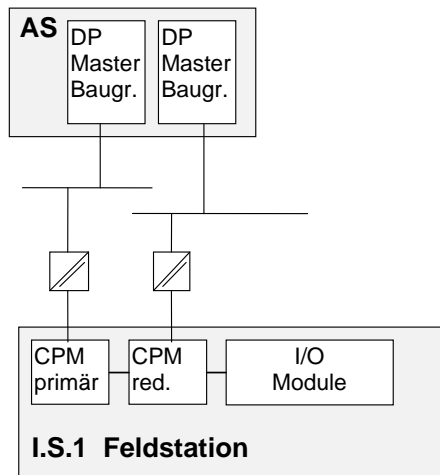 AS
DP
Master
Baugr.
DP
Master
Baugr.
CPM
primär
CPM
red.
I/O
Module
I.S.1 Feldstation